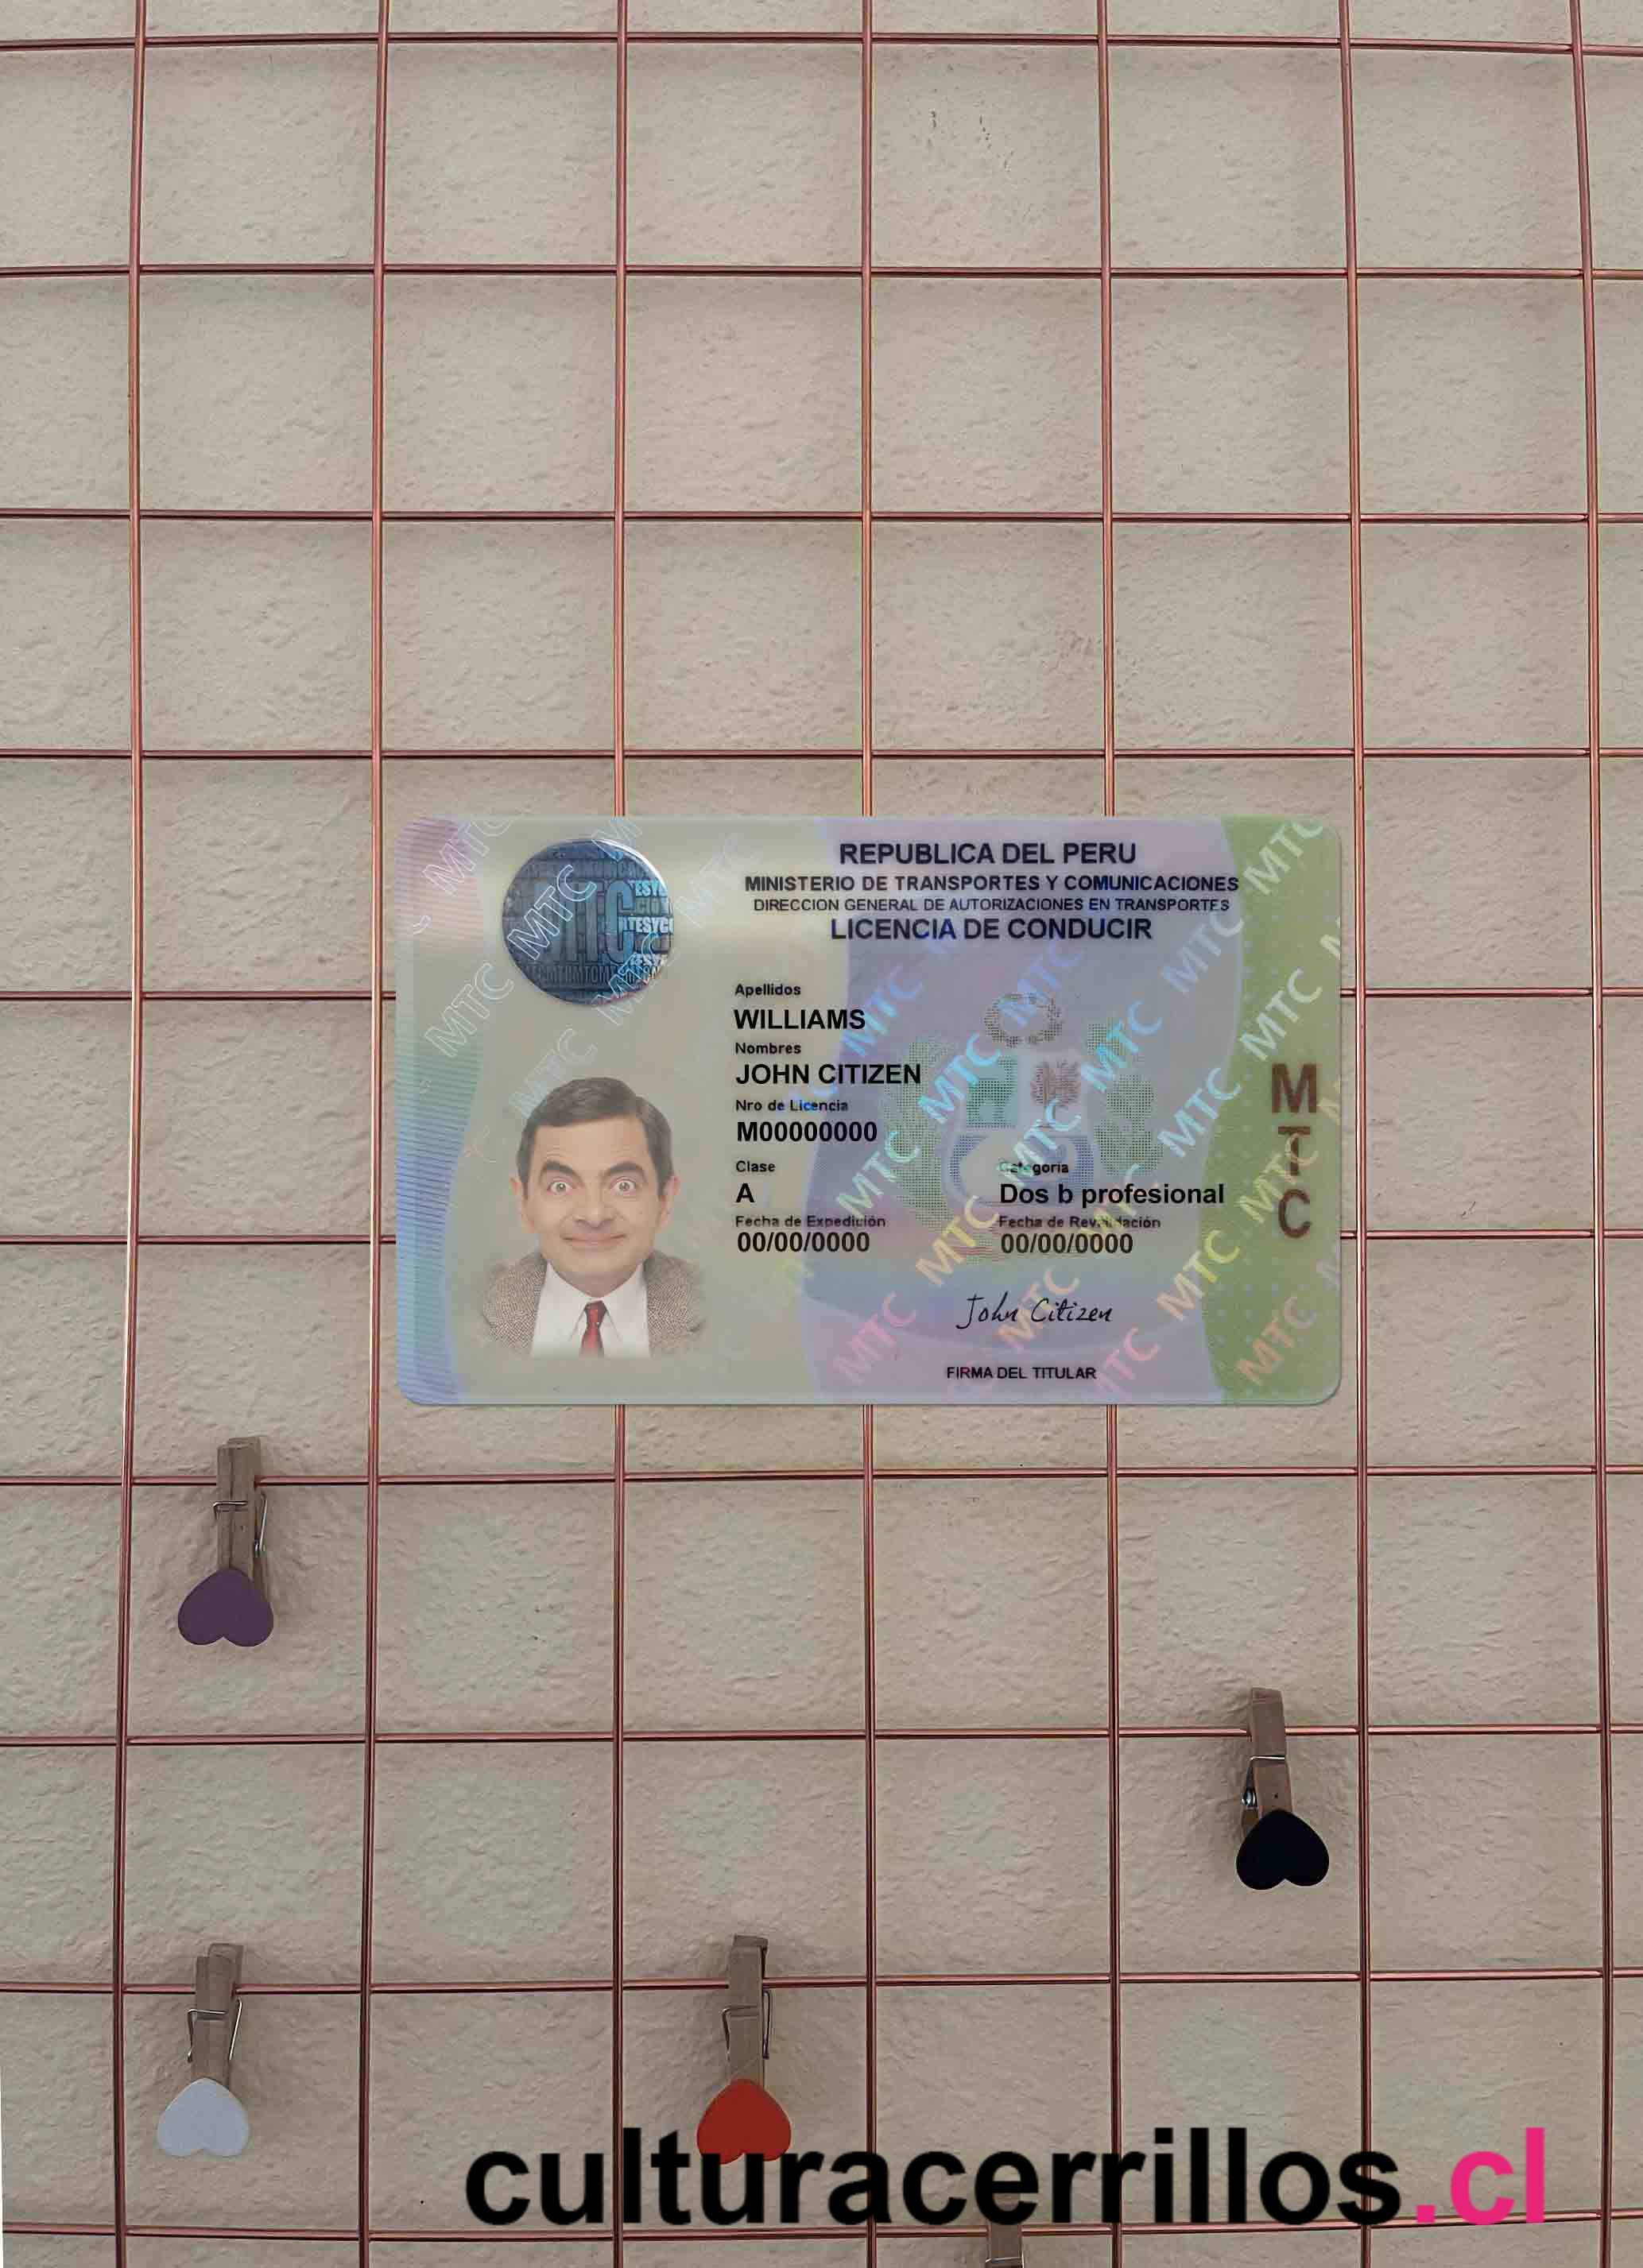 REPUBLICA DEL PERU
MINISTERIO DE TRANSPORTES Y COMUNICACIONES
DIRECCION GENERAL DE AUTORIZACIONES EN TRANSPORTES
LICENCIA DE CONDUCIR
Apellidos
WILLIAMS
Nombres
JOHN CITIZEN
Nro de Licencia
M00000000
Clase
A
Categoria
Dos b profesional
Fecha de Expedición
00/00/0000
Fecha de Revalidación
00/00/0000
John Citizen
FIRMA DEL TITULAR
MTC
culturacerrillos.cl